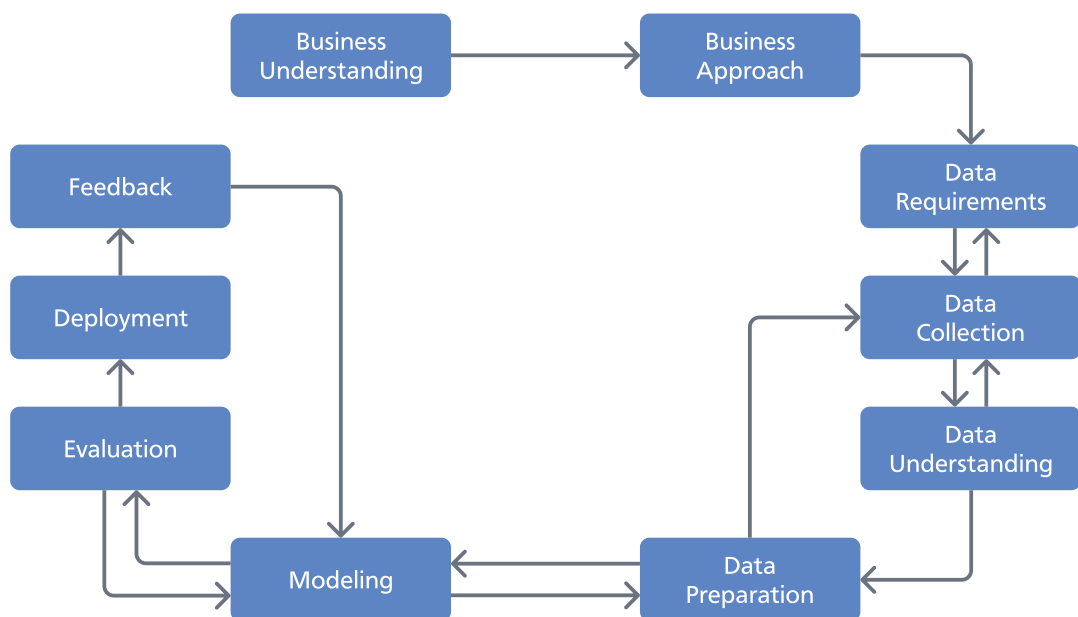 Business
Understanding
Business
Approach
Data
Requirements
Data
Collection
Data
Understanding
Data
Preparation
Modeling
Evaluation
Deployment
Feedback